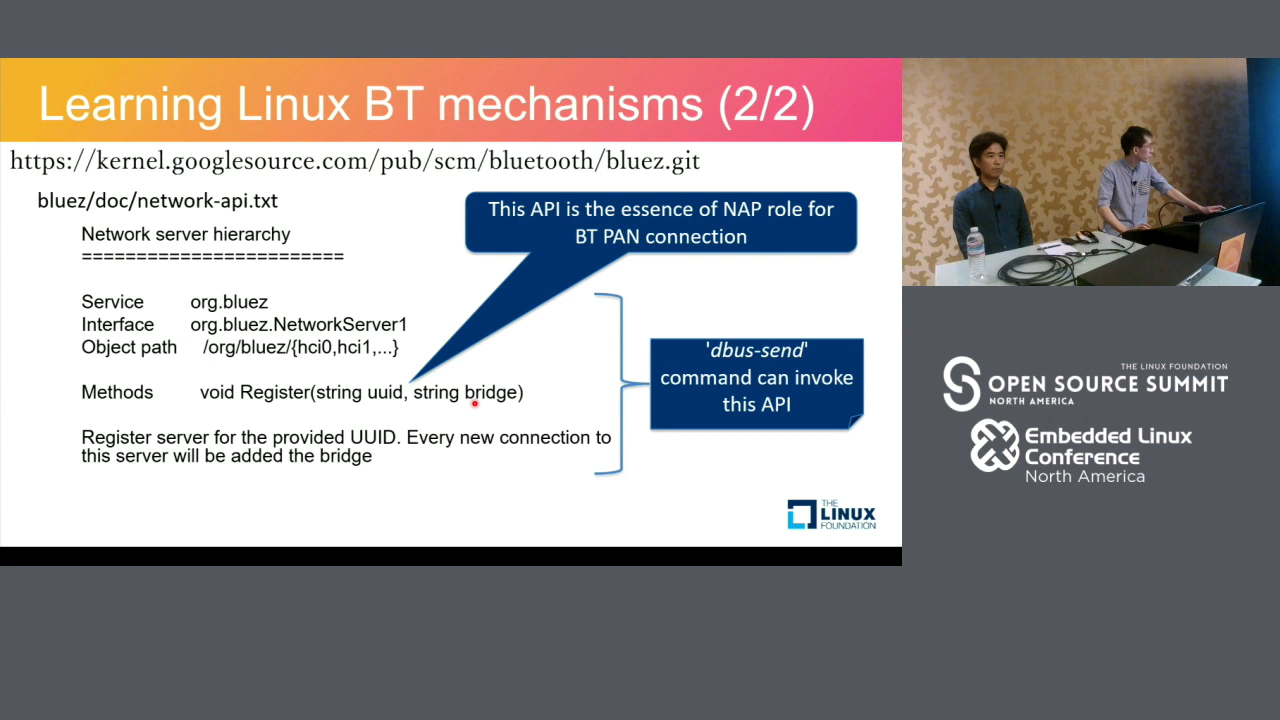 Learning Linux BT mechanisms (2/2)
https://kernel.googlesource.com/pub/scm/bluetooth/bluez.git
bluez/doc/network-api.txt
This API is the essence of NAP role for
BT PAN connection
Network server hierarchy
========================
Service org.bluez
Interface org.bluez.NetworkServer1
Object path /org/bluez/{hci0,hci1,...}
Methods void Register(string uuid, string bridge)
Register server for the provided UUID. Every new connection to
this server will be added the bridge
'dbus-send'
command can invoke
this API
THE
LINUX
FOUNDATION
THE LINUX FOUNDATION
OPEN SOURCE SUMMIT
NORTH AMERICA
Embedded Linux
Conference
North America